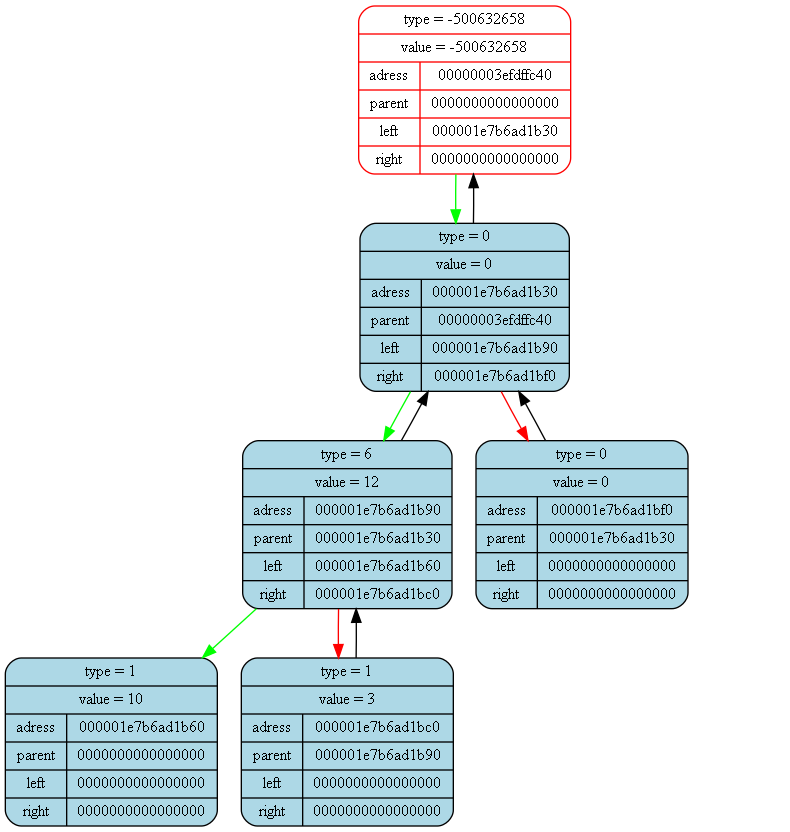 type = -500632658
value = -500632658
adress 00000003efdffc40
parent 0000000000000000
left 000001e7b6ad1b30
right 0000000000000000
type = 0
value = 0
adress 000001e7b6ad1b30
parent 00000003efdffc40
left 000001e7b6ad1b90
right 000001e7b6ad1bf0
type = 6
value = 12
adress 000001e7b6ad1b90
parent 000001e7b6ad1b30
left 000001e7b6ad1b60
right 000001e7b6ad1bc0
type = 0
value = 0
adress 000001e7b6ad1bf0
parent 000001e7b6ad1b30
left 0000000000000000
right 0000000000000000
type = 1
value = 10
adress 000001e7b6ad1b60
parent 0000000000000000
left 0000000000000000
right 0000000000000000
type = 1
value = 3
adress 000001e7b6ad1bc0
parent 000001e7b6ad1b90
left 0000000000000000
right 0000000000000000